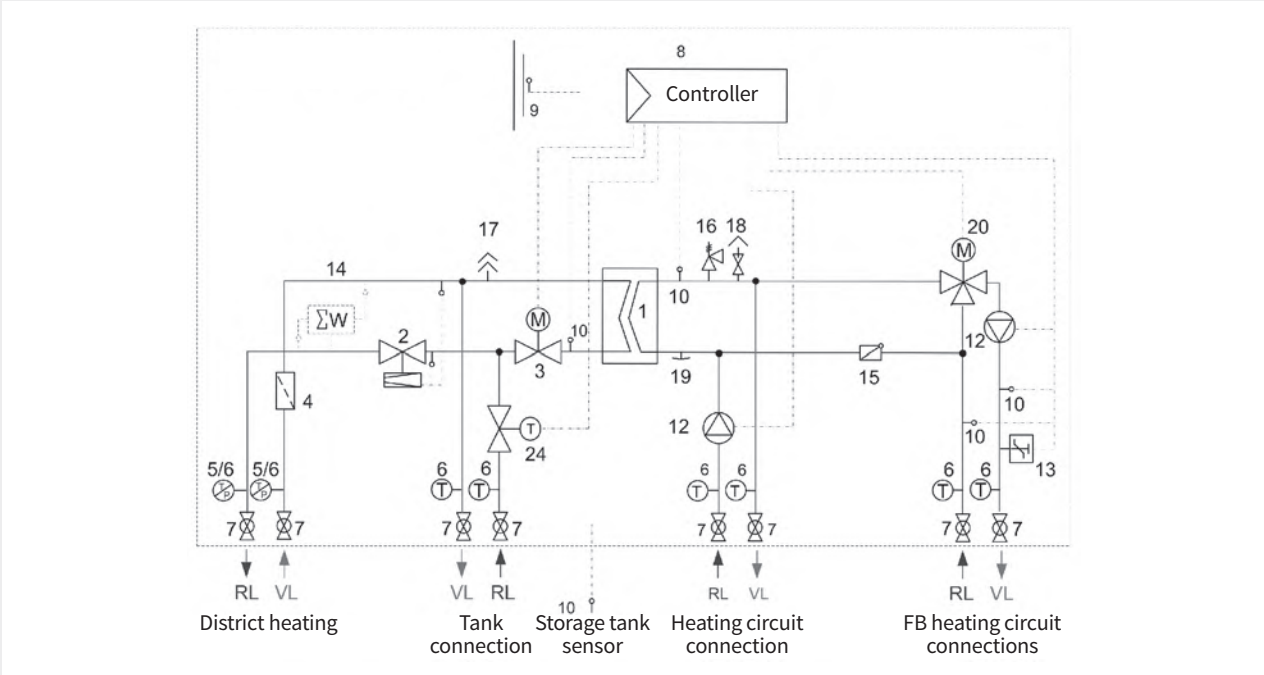 8
Controller
9
17
16 18
20
M
14
10
1
ΣW
2
M
10
3
19
15
12
4
10
12
T
24
10
13
5/6 5/6
T/P T/P
6 6
T T
6 6
T T
6 6
T T
7 7
7 7
7 7
7 7
RL VL
VL RL
10
RL VL
RL VL
District heating
Tank
connection
Storage tank
sensor
Heating circuit
connection
FB heating circuit
connections